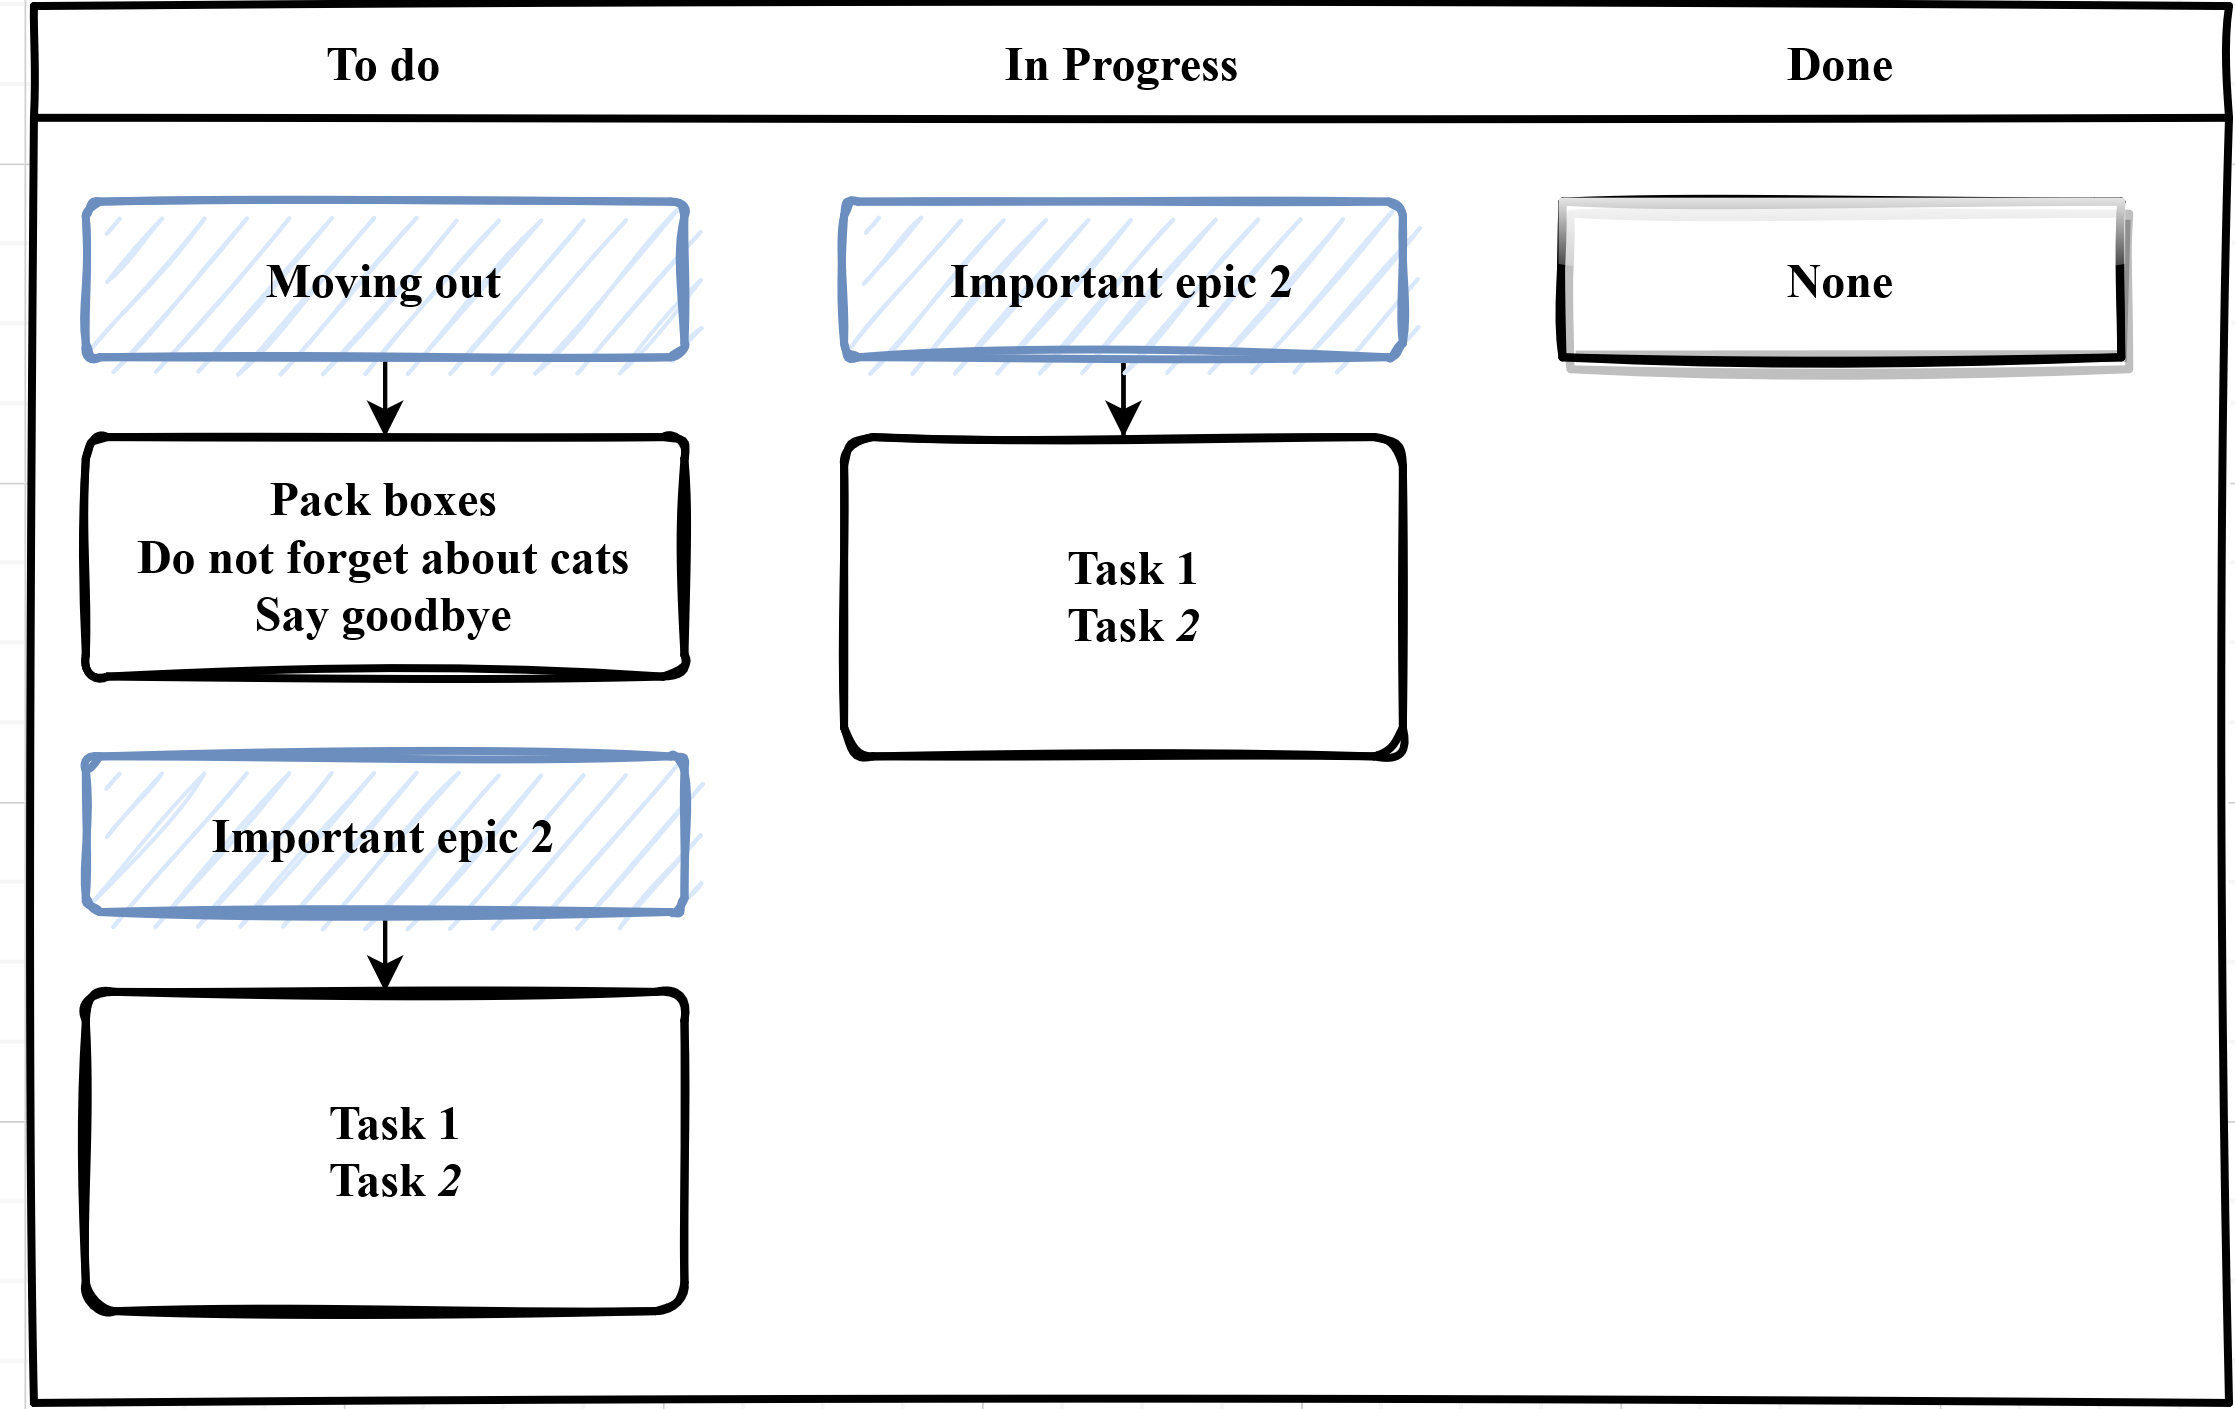 To do
In Progress
Done
Moving out
Pack boxes
Do not forget about cats
Say goodbye
Important epic 2
Task 1
Task 2
Important epic 2
Task 1
Task 2
None